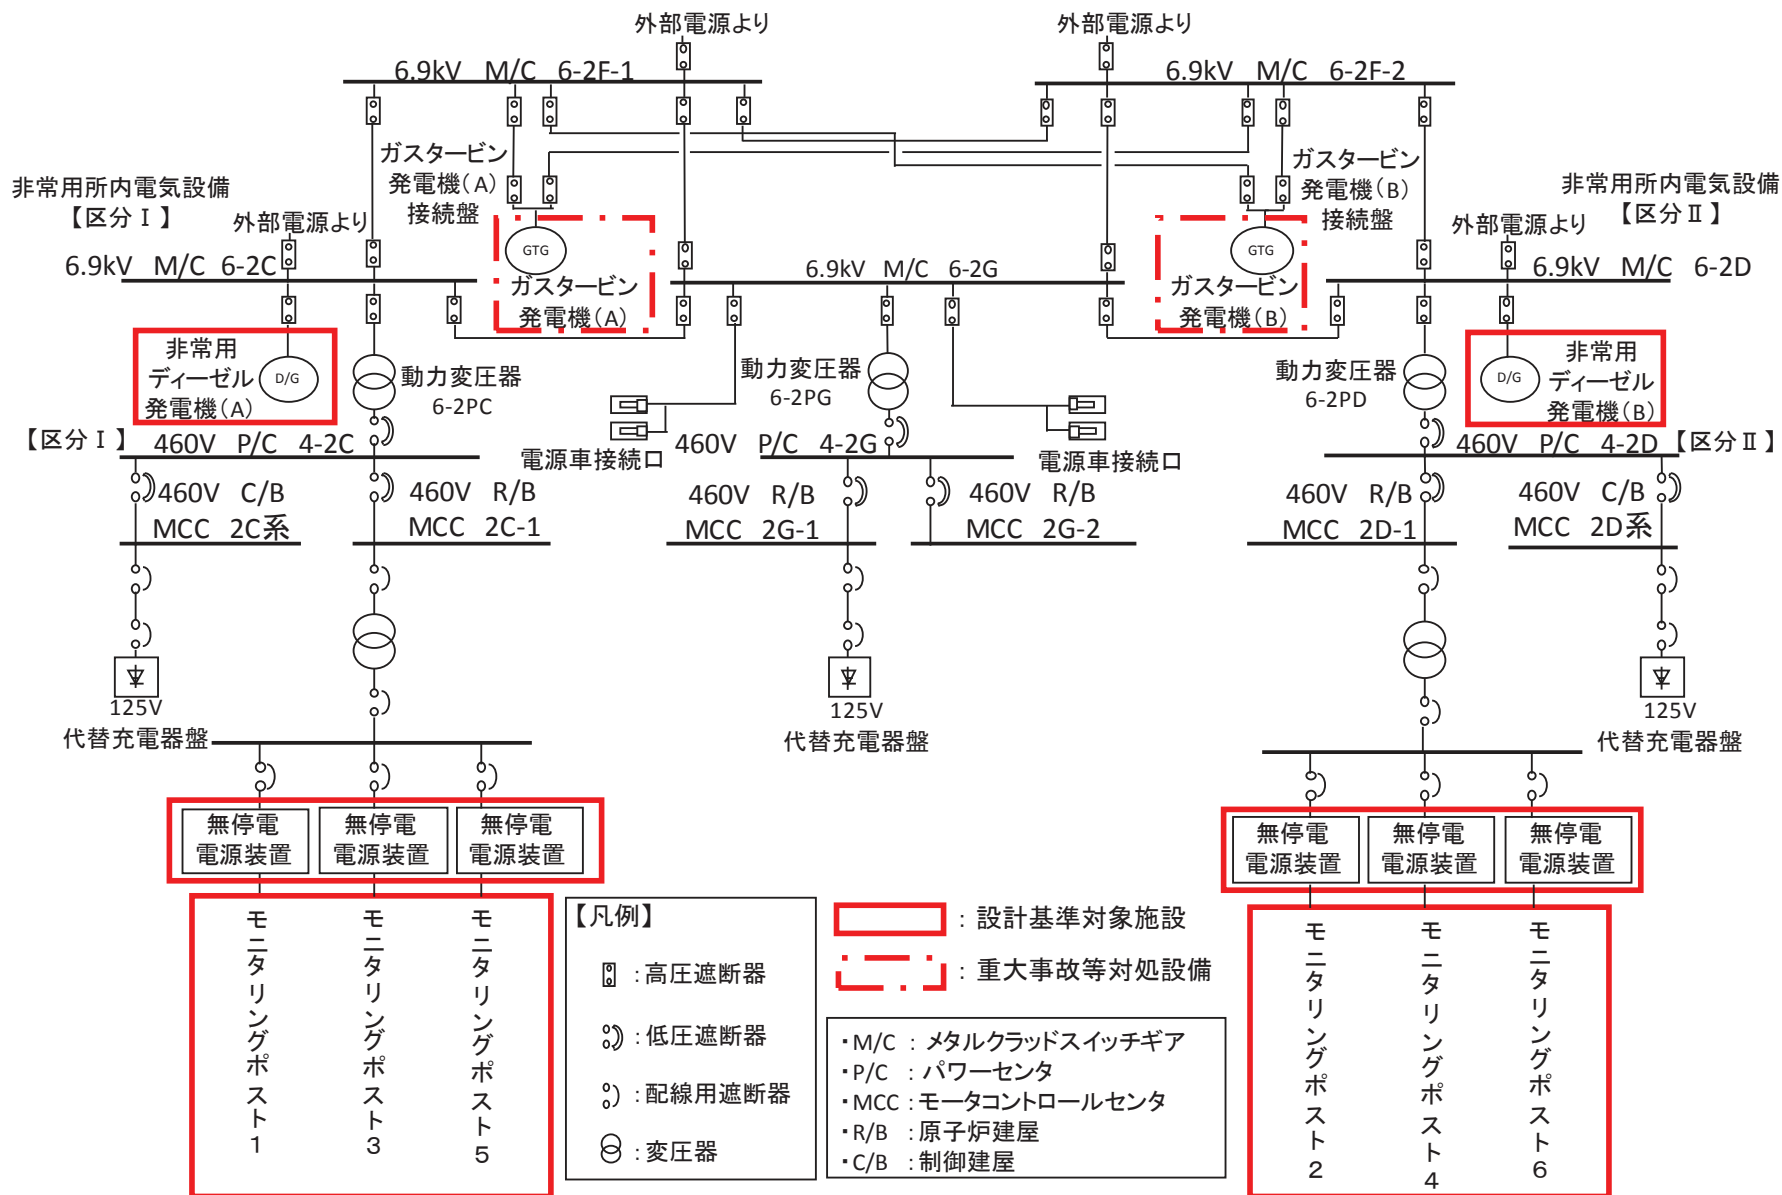 外部電源より
外部電源より
6.9kV M/C 6-2F-1
6.9kV M/C 6-2F-2
ガスタービン
発電機(A)
接続盤
ガスタービン
発電機(B)
接続盤
非常用所内電気設備
【区分Ⅰ】
外部電源より
6.9kV M/C 6-2C
GTG
ガスタービン
発電機(A)
6.9kV M/C 6-2G
GTG
ガスタービン
発電機(B)
非常用所内電気設備
【区分Ⅱ】
外部電源より
6.9kV M/C 6-2D
非常用
ディーゼル
発電機(A)
D/G
動力変圧器
6-2PC
動力変圧器
6-2PG
動力変圧器
6-2PD
D/G
非常用
ディーゼル
発電機(B)
【区分Ⅰ】
460V P/C 4-2C
電源車接続口
460V P/C 4-2G
電源車接続口
460V P/C 4-2D
【区分Ⅱ】
460V C/B
MCC 2C系
460V R/B
MCC 2C-1
460V R/B
MCC 2G-1
460V R/B
MCC 2G-2
460V R/B
MCC 2D-1
460V C/B
MCC 2D系
125V
代替充電器盤
125V
代替充電器盤
125V
代替充電器盤
無停電
電源装置
無停電
電源装置
無停電
電源装置
無停電
電源装置
無停電
電源装置
無停電
電源装置
モニタリングポスト1
モニタリングポスト3
モニタリングポスト5
【凡例】
:高圧遮断器
:低圧遮断器
:配線用遮断器
:変圧器
:設計基準対象施設
:重大事故等対処設備
・M/C :メタルクラッドスイッチギア
・P/C :パワーセンタ
・MCC :モータコントロールセンタ
・R/B :原子炉建屋
・C/B :制御建屋
モニタリングポスト2
モニタリングポスト4
モニタリングポスト6